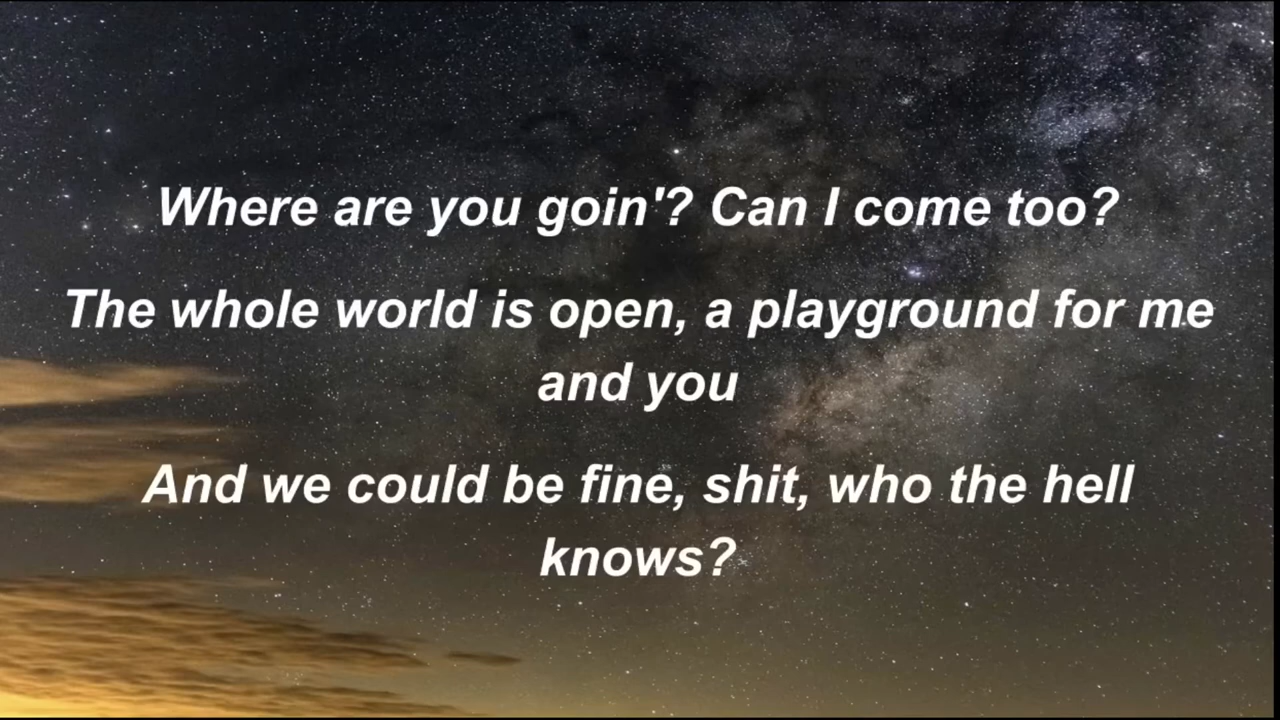 Where are you goin'? Can I come too?
The whole world is open, a playground for me
and you
And we could be fine, shit, who the hell
knows?